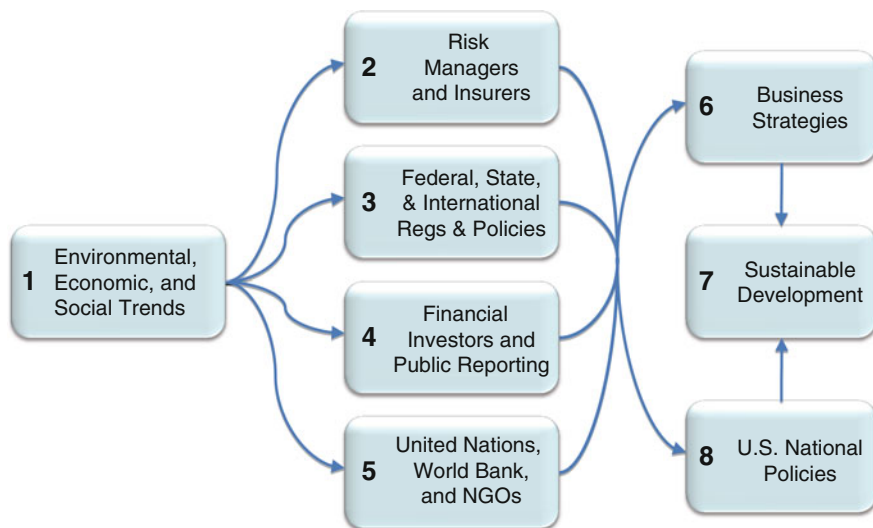 1
Environmental,
Economic, and
Social Trends
2
Risk
Managers
and Insurers
3
Federal, State,
& International
Regs & Policies
4
Financial
Investors and
Public Reporting
5
United Nations,
World Bank,
and NGOs
6
Business
Strategies
7
Sustainable
Development
8
U.S. National
Policies